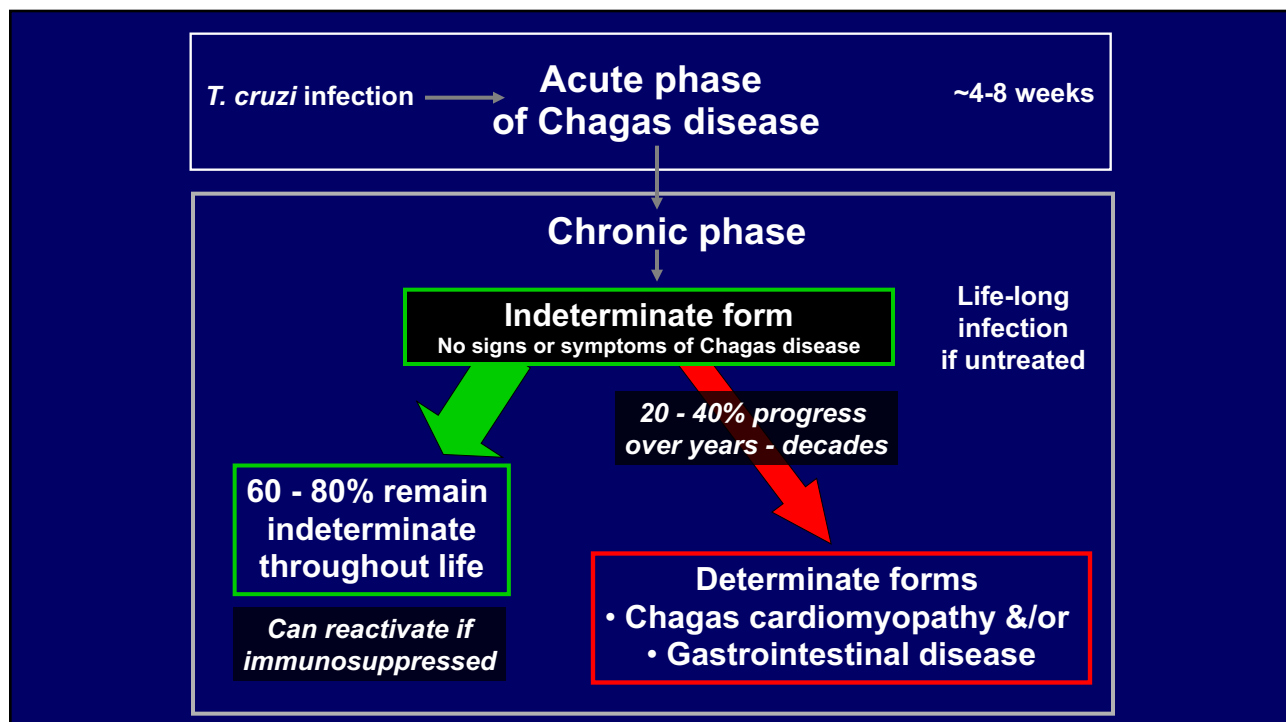 T. cruzi infection
Acute phase
of Chagas disease
~4-8 weeks
Chronic phase
Indeterminate form
No signs or symptoms of Chagas disease
Life-long
infection
if untreated
20 - 40% progress
over years - decades
60 - 80% remain
indeterminate
throughout life
Can reactivate if
immunosuppressed
Determinate forms
• Chagas cardiomyopathy &/or
• Gastrointestinal disease